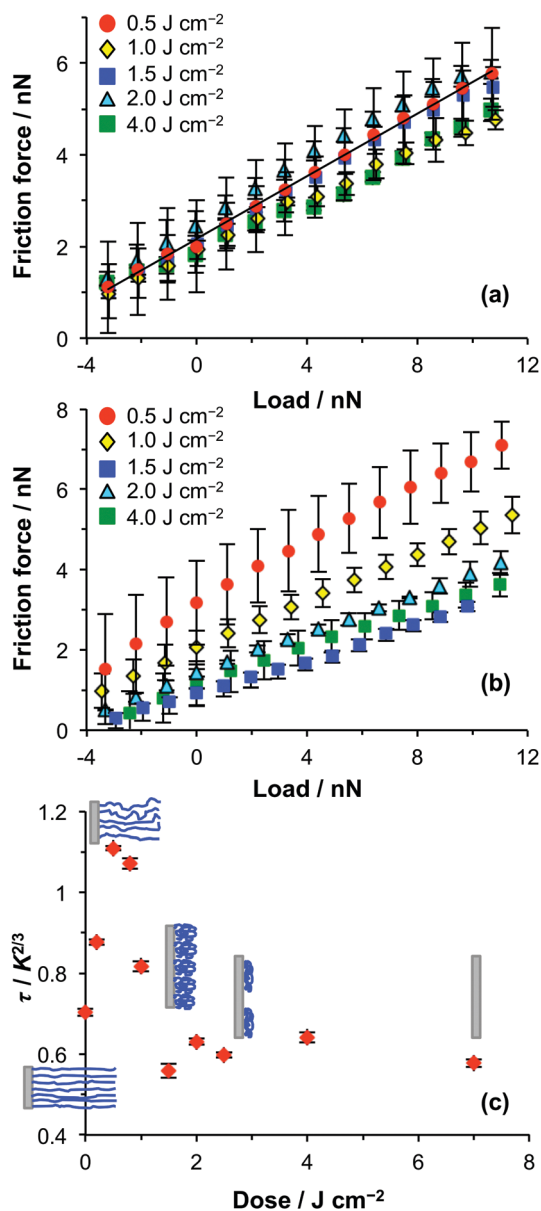 0.5 J cm⁻²
1.0 J cm⁻²
1.5 J cm⁻²
2.0 J cm⁻²
4.0 J cm⁻²
Friction force / nN
6
4
2
0
(a)
-4 0 4 8 12
Load / nN
0.5 J cm⁻²
1.0 J cm⁻²
1.5 J cm⁻²
2.0 J cm⁻²
4.0 J cm⁻²
Friction force / nN
8
6
4
2
0
(b)
-4 0 4 8 12
Load / nN
τ / K^2/3
1.2
1
0.8
0.6
0.4
(c)
0 2 4 6 8
Dose / J cm⁻²